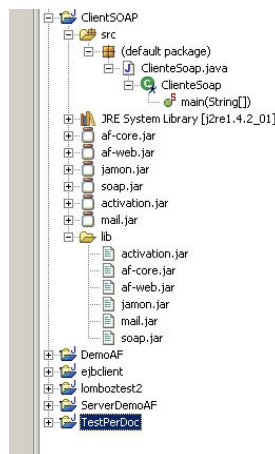 ClientSOAP
src
(default package)
ClienteSoap.java
ClienteSoap
main(String[])
JRE System Library [j2re1.4.2_01]
af-core.jar
af-web.jar
jamon.jar
soap.jar
activation.jar
mail.jar
lib
activation.jar
af-core.jar
af-web.jar
jamon.jar
mail.jar
soap.jar
DemoAF
ejbclient
lomboztest2
ServerDemoAF
TestPerDoc